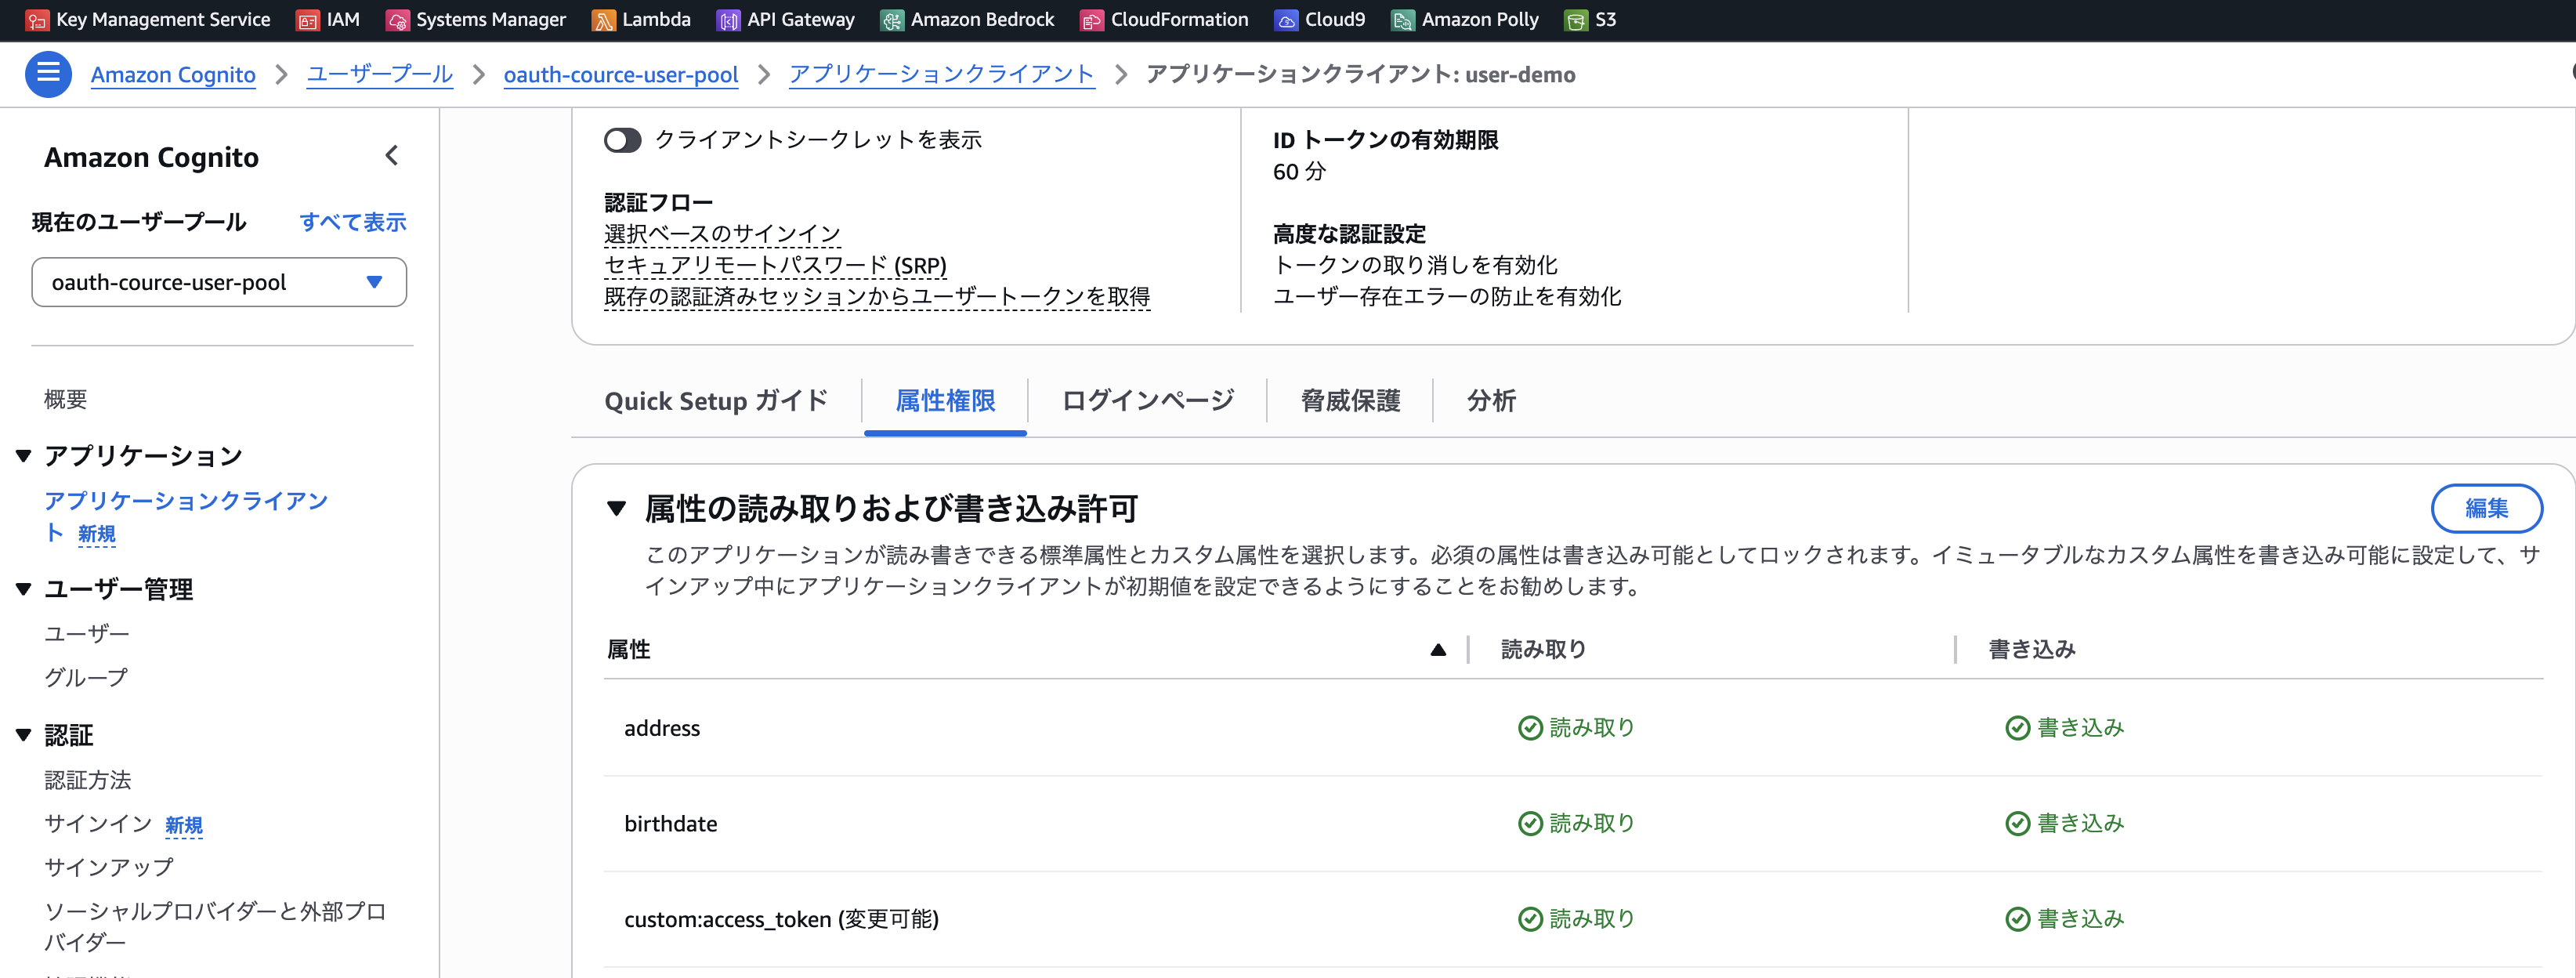 Key Management Service IAM Systems Manager Lambda API Gateway Amazon Bedrock CloudFormation Cloud9 Amazon Polly S3
Amazon Cognito ユーザープール oauth-cource-user-pool アプリケーションクライアント アプリケーションクライアント: user-demo
Amazon Cognito
現在のユーザープール すべて表示
oauth-cource-user-pool
概要
アプリケーション
アプリケーションクライアン
ト 新規
ユーザー管理
ユーザー
グループ
認証
認証方法
サインイン 新規
サインアップ
ソーシャルプロバイダーと外部プロ
バイダー
クライアントシークレットを表示
認証フロー
選択ベースのサインイン
セキュアリモートパスワード (SRP)
既存の認証済みセッションからユーザートークンを取得
ID トークンの有効期限
60 分
高度な認証設定
トークンの取り消しを有効化
ユーザー存在エラーの防止を有効化
Quick Setup ガイド 属性権限 ログインページ 脅威保護 分析
属性の読み取りおよび書き込み許可 編集
このアプリケーションが読み書きできる標準属性とカスタム属性を選択します。必須の属性は書き込み可能としてロックされます。イミュータブルなカスタム属性を書き込み可能に設定して、サ
インアップ中にアプリケーションクライアントが初期値を設定できるようにすることをお勧めします。
属性 読み取り 書き込み
address 読み取り 書き込み
birthdate 読み取り 書き込み
custom:access_token (変更可能) 読み取り 書き込み